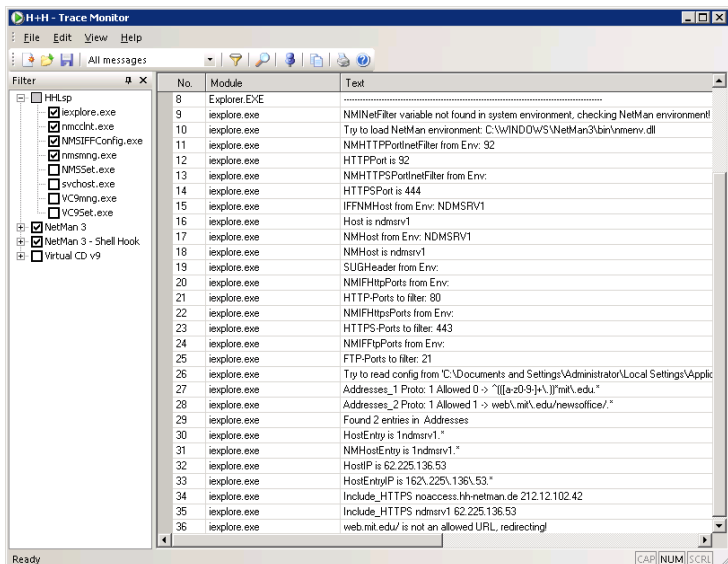 H+H - Trace Monitor
File Edit View Help
All messages
Filter
No. Module Text
HHLsp
iexplore.exe
nmcclnt.exe
NMSIFFConfig.exe
nmsmng.exe
NMSSet.exe
svchost.exe
VC9mng.exe
VC9Set.exe
NetMan 3
NetMan 3 - Shell Hook
Virtual CD v9
8 Explorer.EXE ----------------------------------------------------------------
9 iexplore.exe NMINetFilter variable not found in system environment, checking NetMan environment!
10 iexplore.exe Try to load NetMan environment: C:\WINDOWS\NetMan3\bin\nmenv.dll
11 iexplore.exe NMHTTPPortInetFilter from Env: 92
12 iexplore.exe HTTPPort is 92
13 iexplore.exe NMHTTPSPortInetFilter from Env:
14 iexplore.exe HTTPSPort is 444
15 iexplore.exe IFFNMHost from Env: NDMSRV1
16 iexplore.exe Host is ndmsrv1
17 iexplore.exe NMHost from Env: NDMSRV1
18 iexplore.exe NMHost is ndmsrv1
19 iexplore.exe SUGHeader from Env:
20 iexplore.exe NMIFHttpPorts from Env:
21 iexplore.exe HTTP-Ports to filter: 80
22 iexplore.exe NMIFHttpsPorts from Env:
23 iexplore.exe HTTPS-Ports to filter: 443
24 iexplore.exe NMIFFtpPorts from Env:
25 iexplore.exe FTP-Ports to filter: 21
26 iexplore.exe Try to read config from 'C:\Documents and Settings\Administrator\Local Settings\Applic
27 iexplore.exe Addresses_1 Proto: 1 Allowed 0 -> ^(([a-z0-9-]+\.))*mit\.edu.*
28 iexplore.exe Addresses_2 Proto: 1 Allowed 1 -> web\.mit\.edu/newsoffice/.*
29 iexplore.exe Found 2 entries in Addresses
30 iexplore.exe HostEntry is 1ndmsrv1.*
31 iexplore.exe NMHostEntry is 1ndmsrv1.*
32 iexplore.exe HostIP is 62.225.136.53
33 iexplore.exe HostEntryIP is 162\.225\.136\.53.*
34 iexplore.exe Include_HTTPS noaccess.hh-netman.de 212.12.102.42
35 iexplore.exe Include_HTTPS ndmsrv1 62.225.136.53
36 iexplore.exe web.mit.edu/ is not an allowed URL, redirecting!
Ready
CAP NUM SCRL